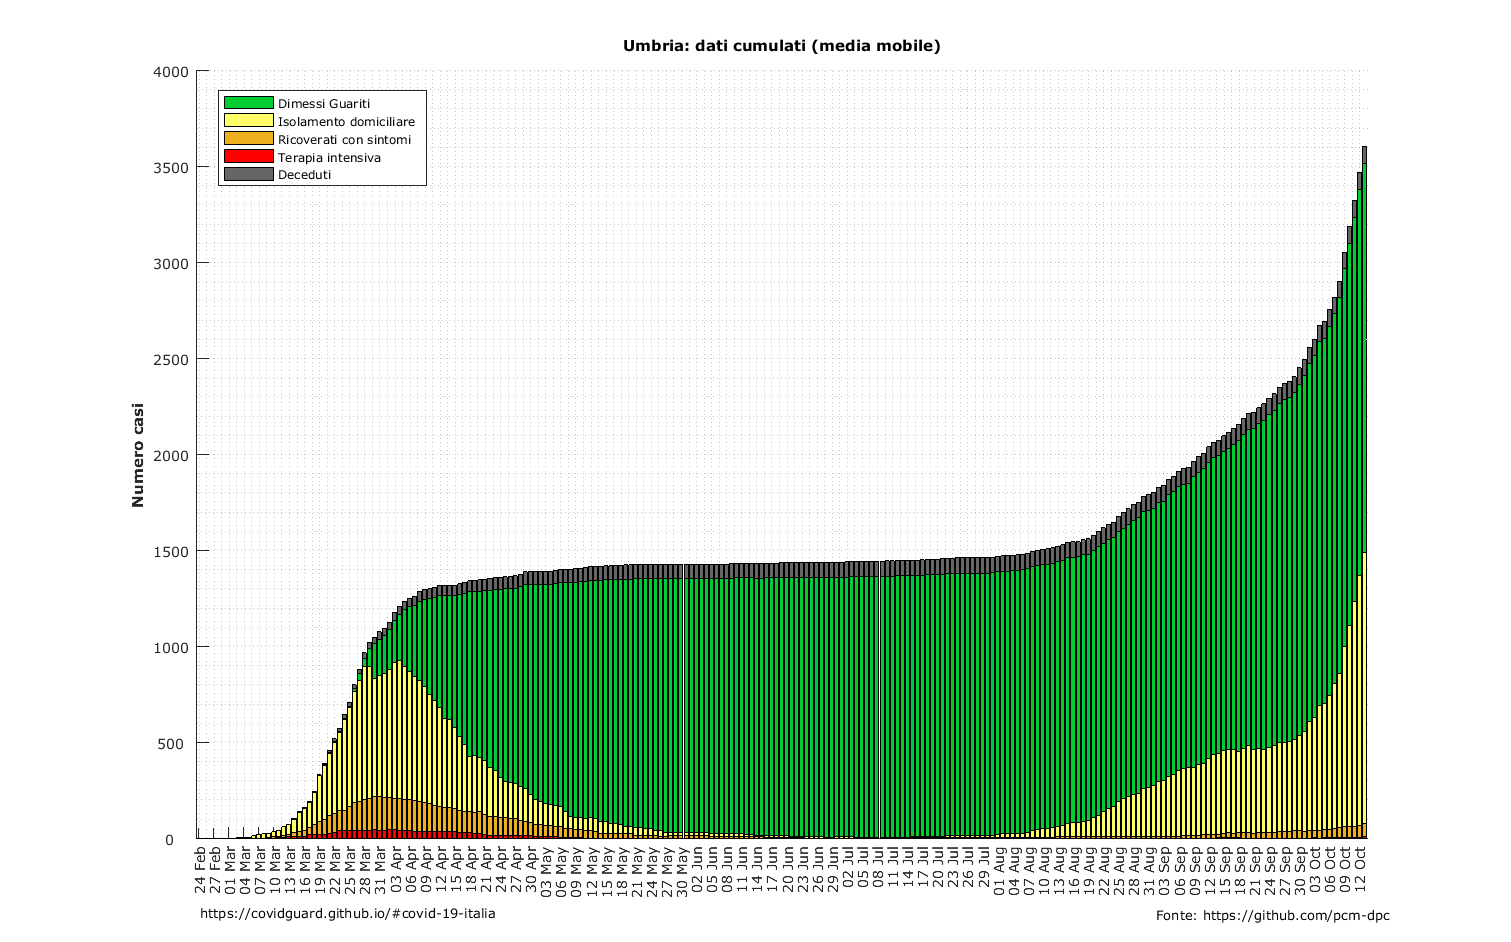 Umbria: dati cumulati (media mobile)
4000
3500
3000
2500
2000
1500
1000
500
0
Numero casi
Dimessi Guariti
Isolamento domiciliare
Ricoverati con sintomi
Terapia intensiva
Deceduti
24 Feb
27 Feb
01 Mar
04 Mar
07 Mar
10 Mar
13 Mar
16 Mar
19 Mar
22 Mar
25 Mar
28 Mar
31 Mar
03 Apr
06 Apr
09 Apr
12 Apr
15 Apr
18 Apr
21 Apr
24 Apr
27 Apr
30 Apr
03 May
06 May
09 May
12 May
15 May
18 May
21 May
24 May
27 May
30 May
02 Jun
05 Jun
08 Jun
11 Jun
14 Jun
17 Jun
20 Jun
23 Jun
26 Jun
29 Jun
02 Jul
05 Jul
08 Jul
11 Jul
14 Jul
17 Jul
20 Jul
23 Jul
26 Jul
29 Jul
01 Aug
04 Aug
07 Aug
10 Aug
13 Aug
16 Aug
19 Aug
22 Aug
25 Aug
28 Aug
31 Aug
03 Sep
06 Sep
09 Sep
12 Sep
15 Sep
18 Sep
21 Sep
24 Sep
27 Sep
30 Sep
03 Oct
06 Oct
09 Oct
12 Oct
https://covidguard.github.io/#covid-19-italia
Fonte: https://github.com/pcm-dpc